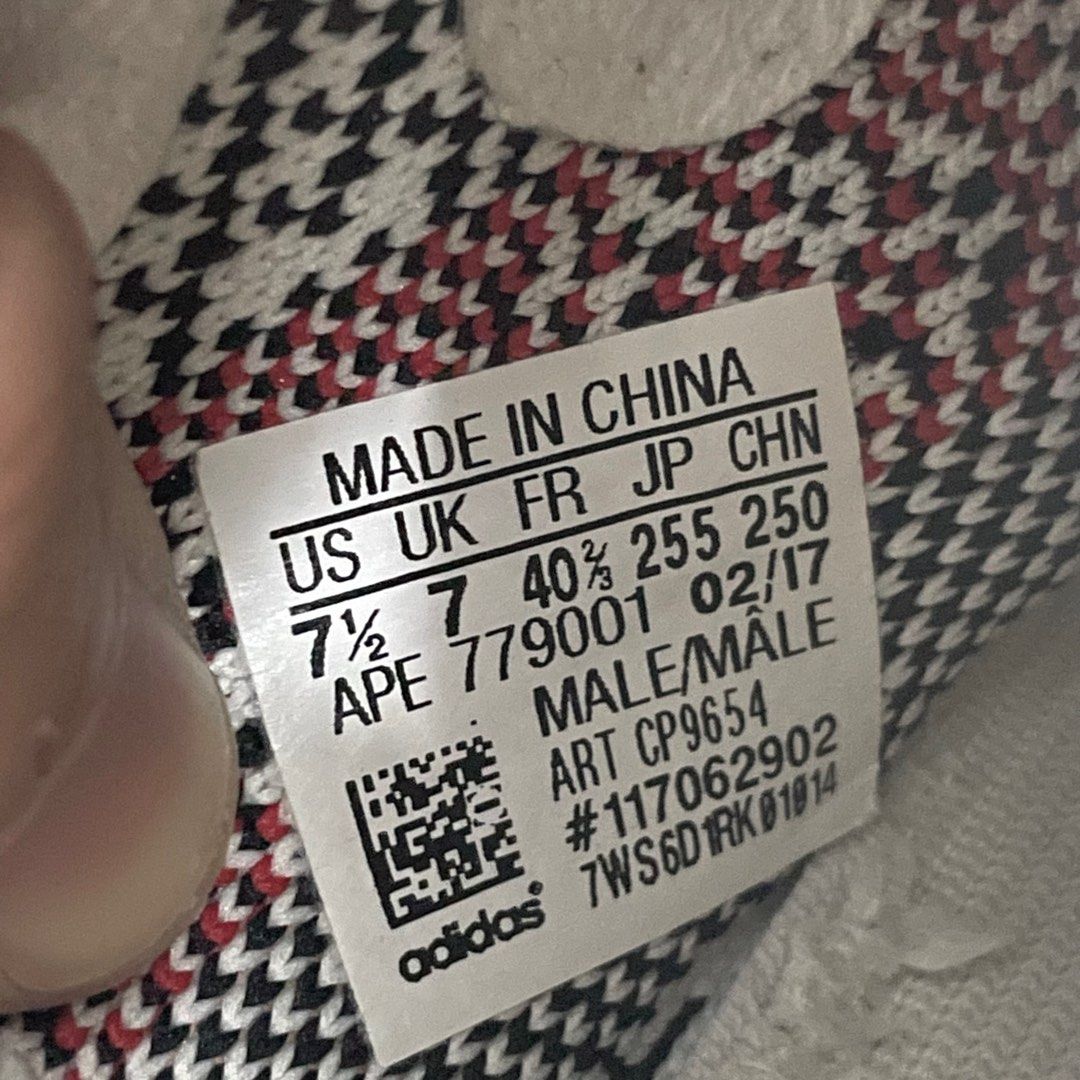 MADE IN CHINA
US UK FR JP CHN
7½ 7 40⅔ 255 250
APE 779001 02/17
MALE/MÂLE
ART CP9654
#117062902
7WS6D1RK01014
adidas